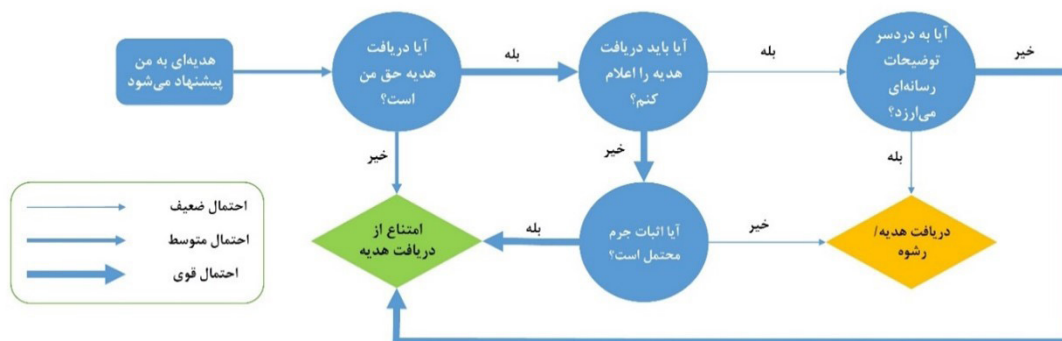 هدیه‌ای به من
پیشنهاد می‌شود
آیا دریافت
هدیه حق من
است؟
بله
آیا باید دریافت
هدیه را اعلام
کنم؟
بله
آیا به دردسر
توضیحات
رسانه‌ای
می‌ارزد؟
خیر
خیر
خیر
بله
امتناع از
دریافت هدیه
بله
آیا اثبات جرم
محتمل است؟
خیر
دریافت هدیه/
رشوه
احتمال ضعیف
احتمال متوسط
احتمال قوی